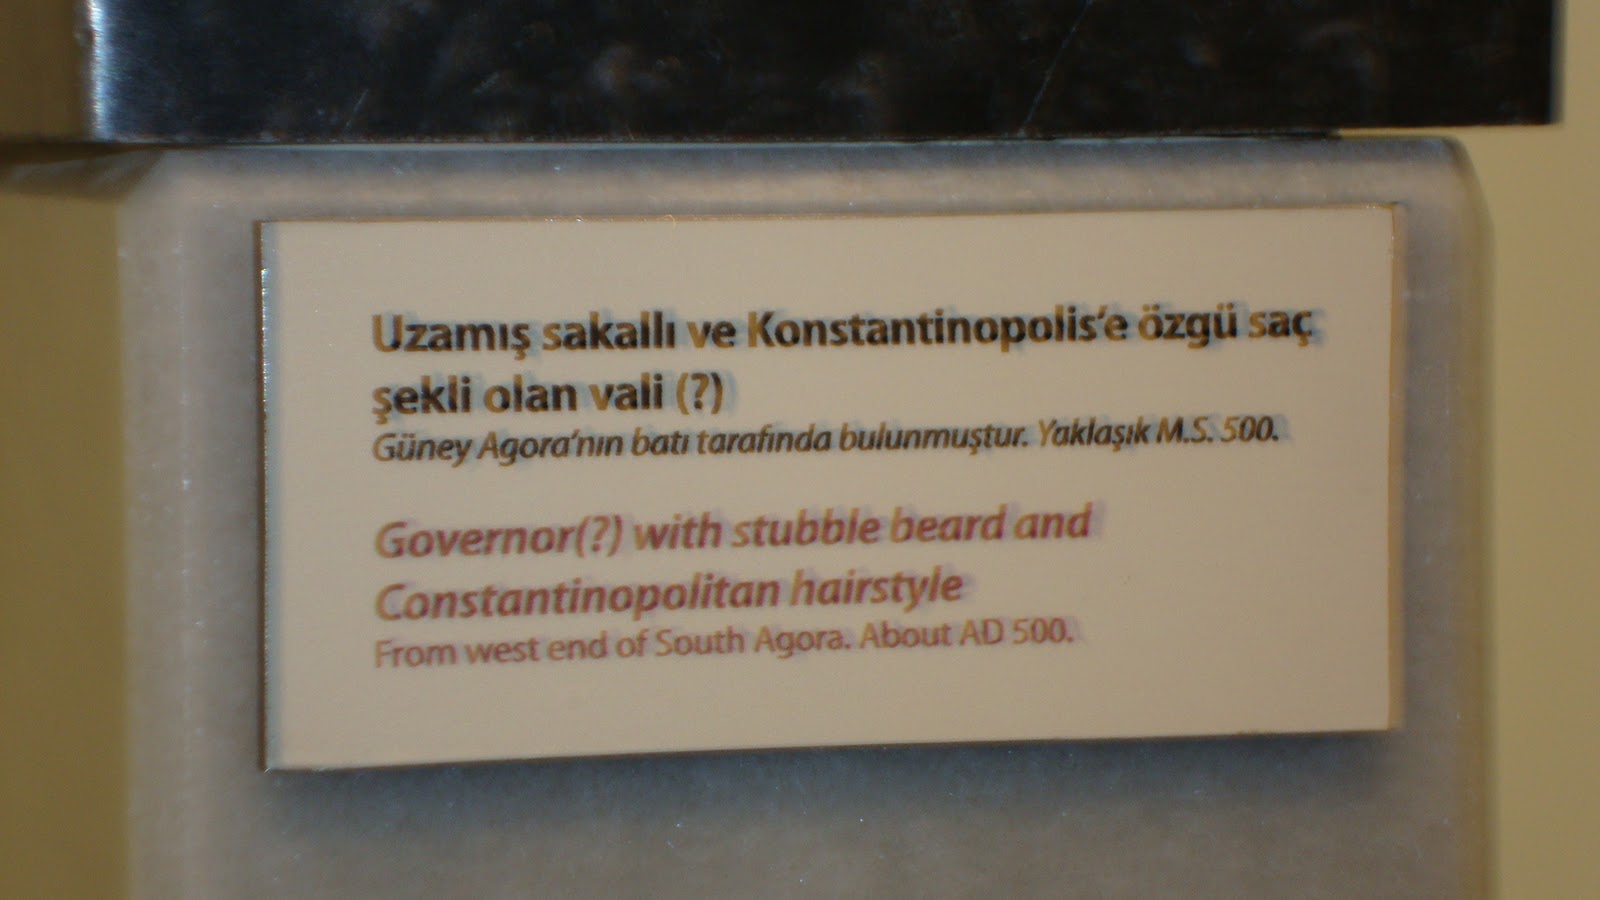 Uzamış sakallı ve Konstantinopolis'e özgü saç
şekli olan vali (?)
Güney Agora'nın batı tarafında bulunmuştur. Yaklaşık M.S. 500.
Governor(?) with stubble beard and
Constantinopolitan hairstyle
From west end of South Agora. About AD 500.